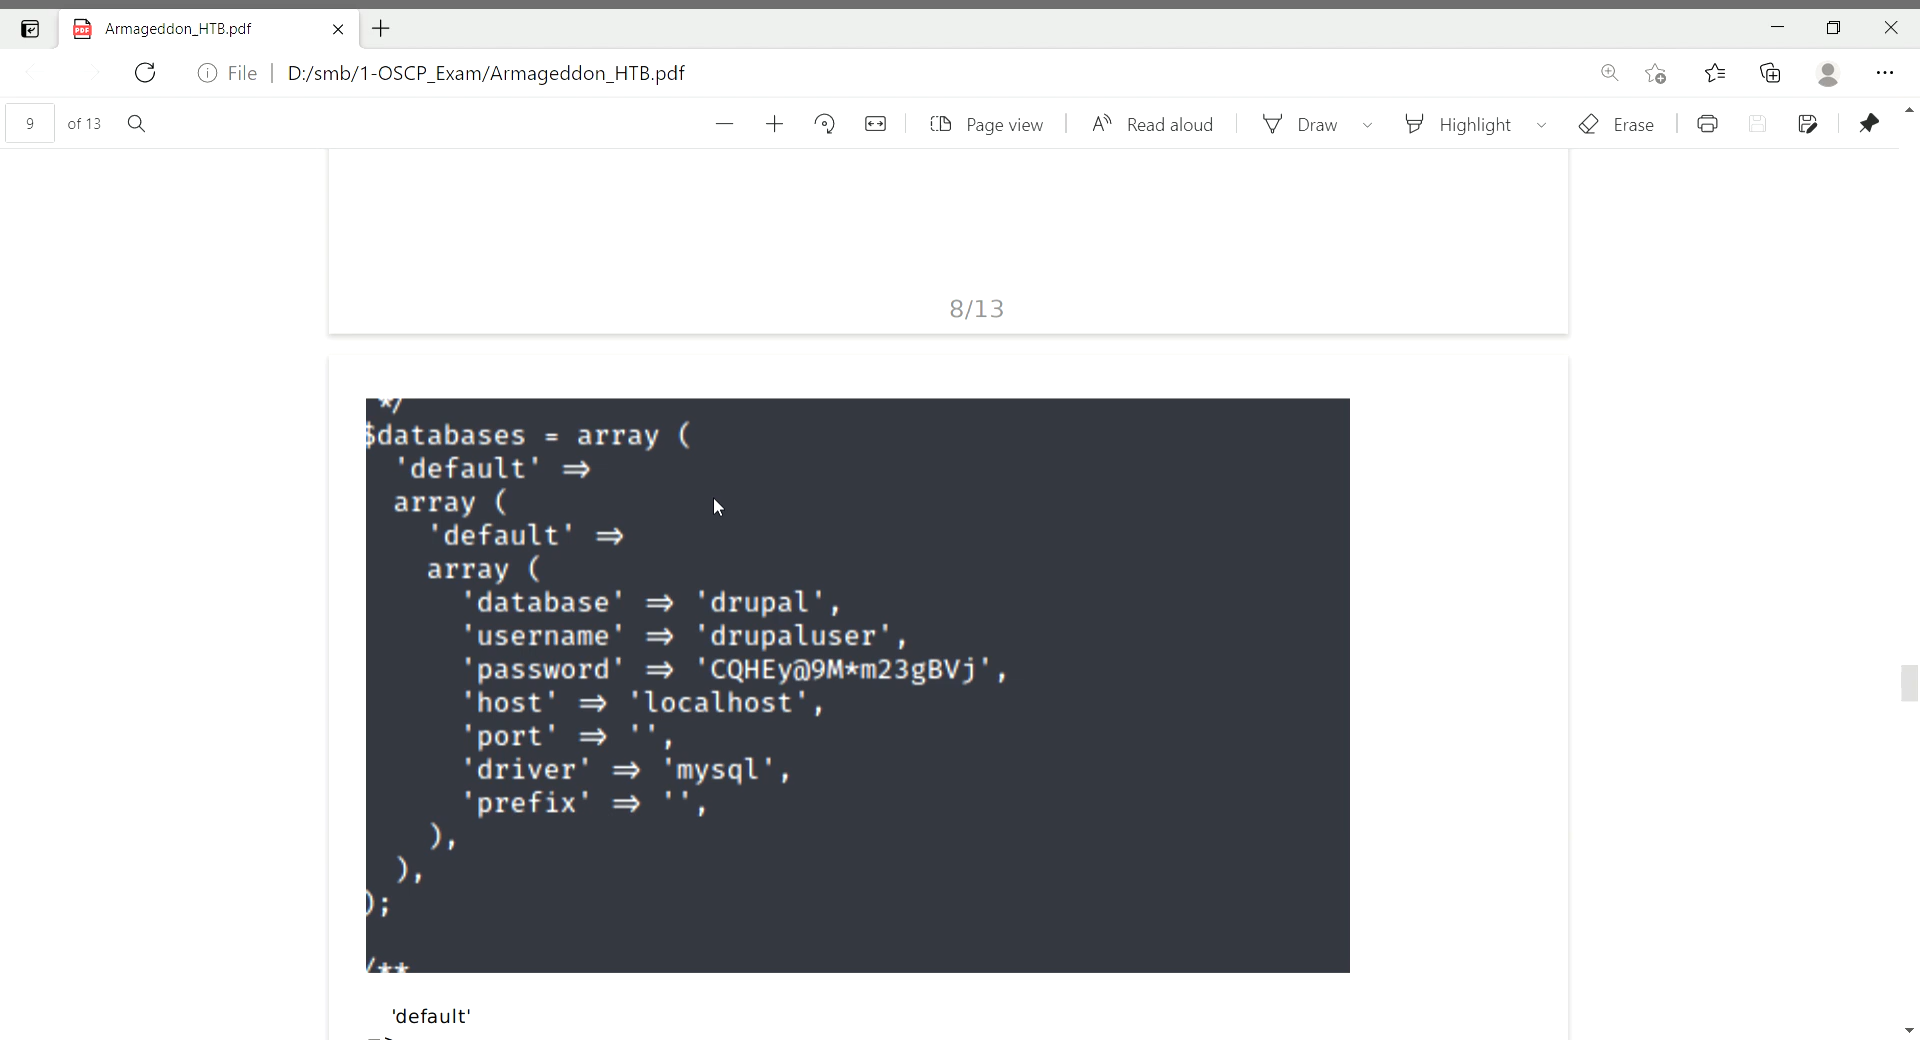 Armageddon_HTB.pdf
File | D:/smb/1-OSCP_Exam/Armageddon_HTB.pdf
9 of 13 Page view Read aloud Draw Highlight Erase
8/13
*/
$databases = array (
'default' ⇒
array (
'default' ⇒
array (
'database' ⇒ 'drupal',
'username' ⇒ 'drupaluser',
'password' ⇒ 'CQHEy@9M*m23gBVj',
'host' ⇒ 'localhost',
'port' ⇒ '',
'driver' ⇒ 'mysql',
'prefix' ⇒ '',
),
),
);
/**
'default'